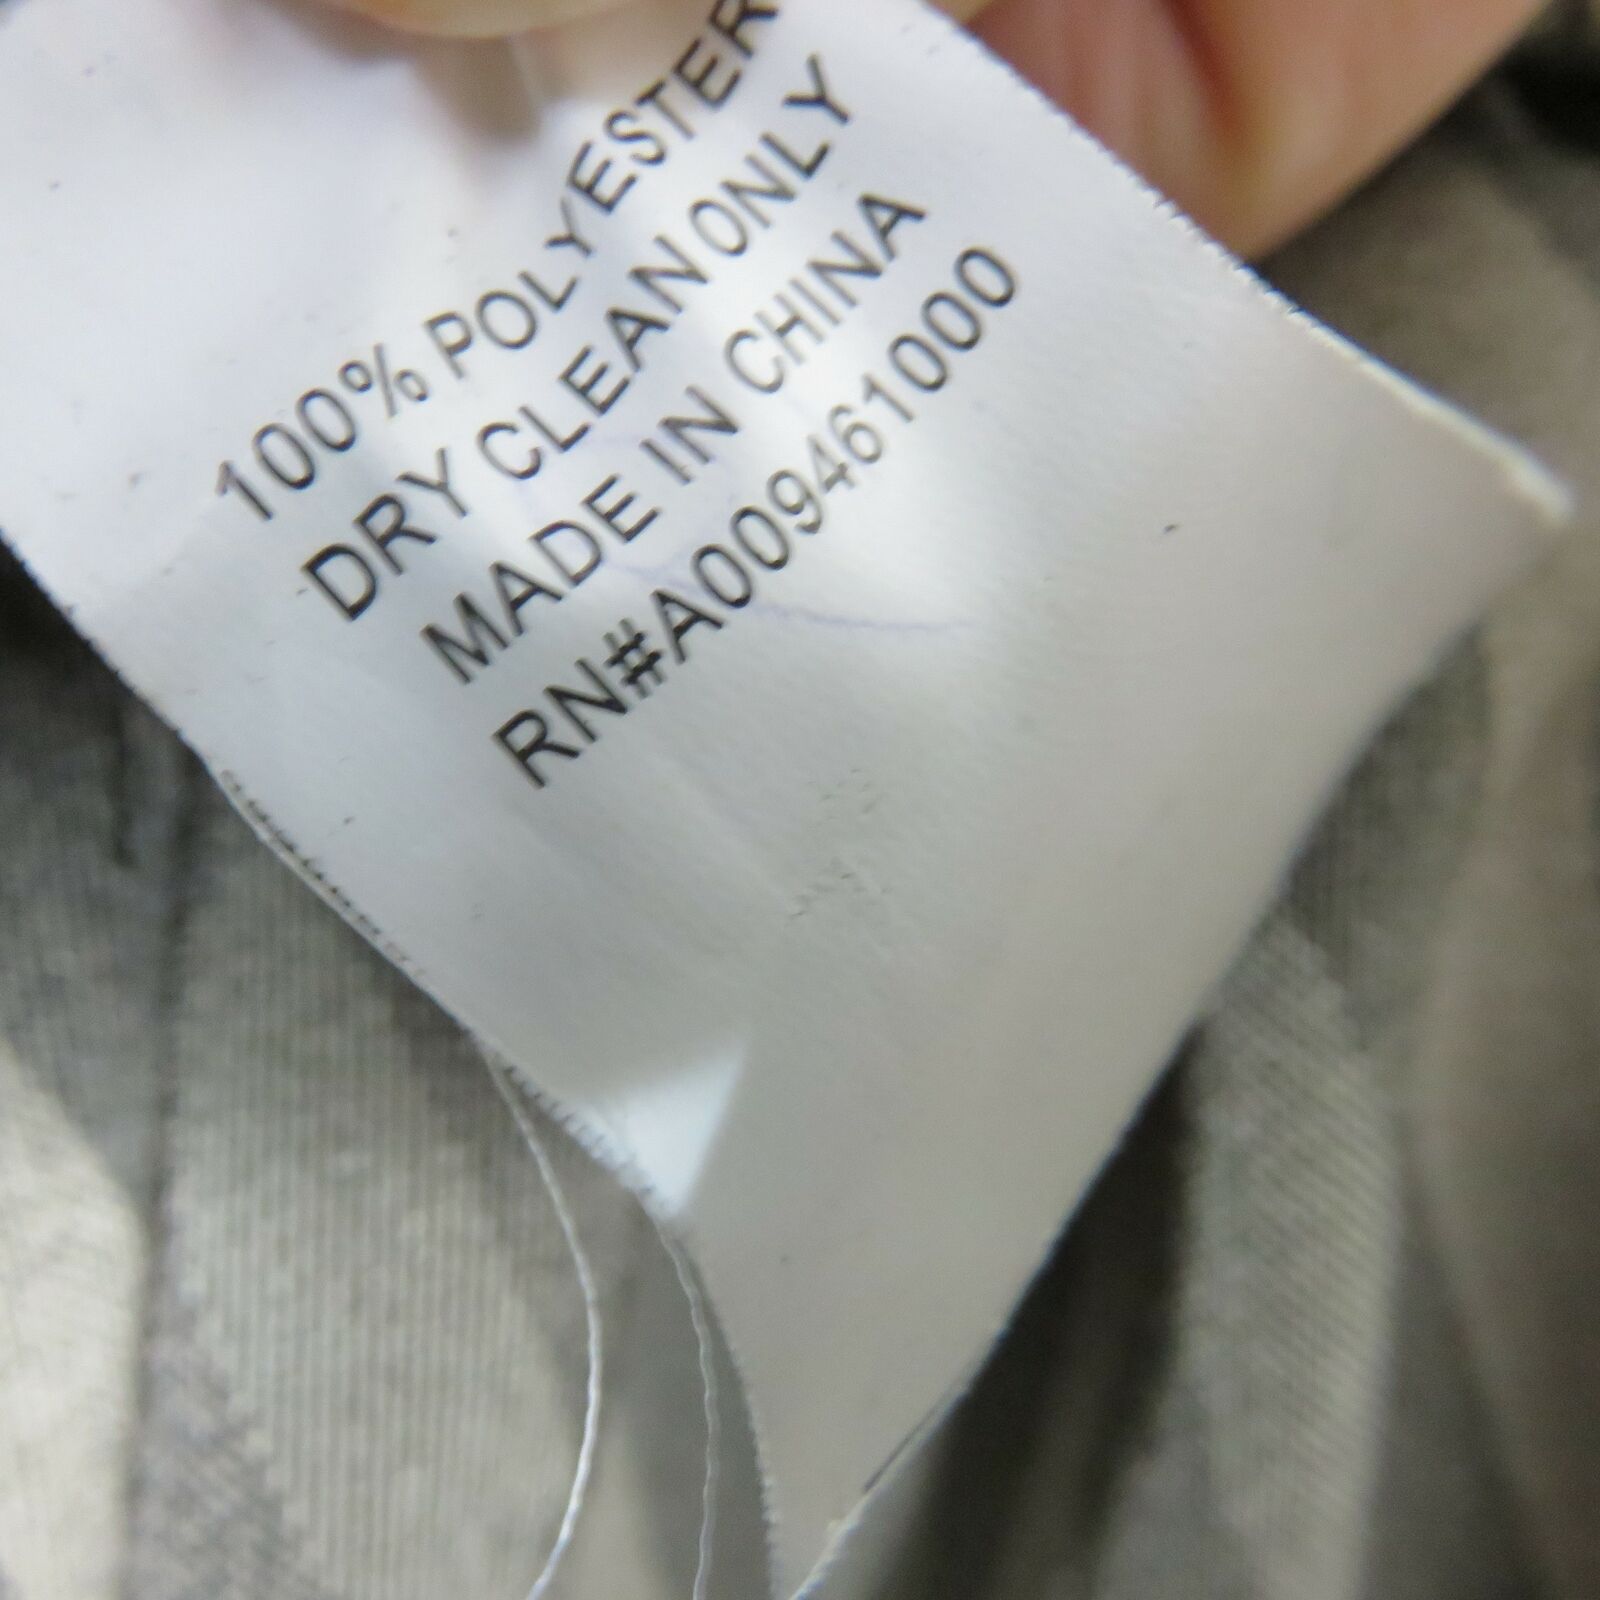 100% POLYESTER
DRY CLEAN ONLY
MADE IN CHINA
RN#A009461000